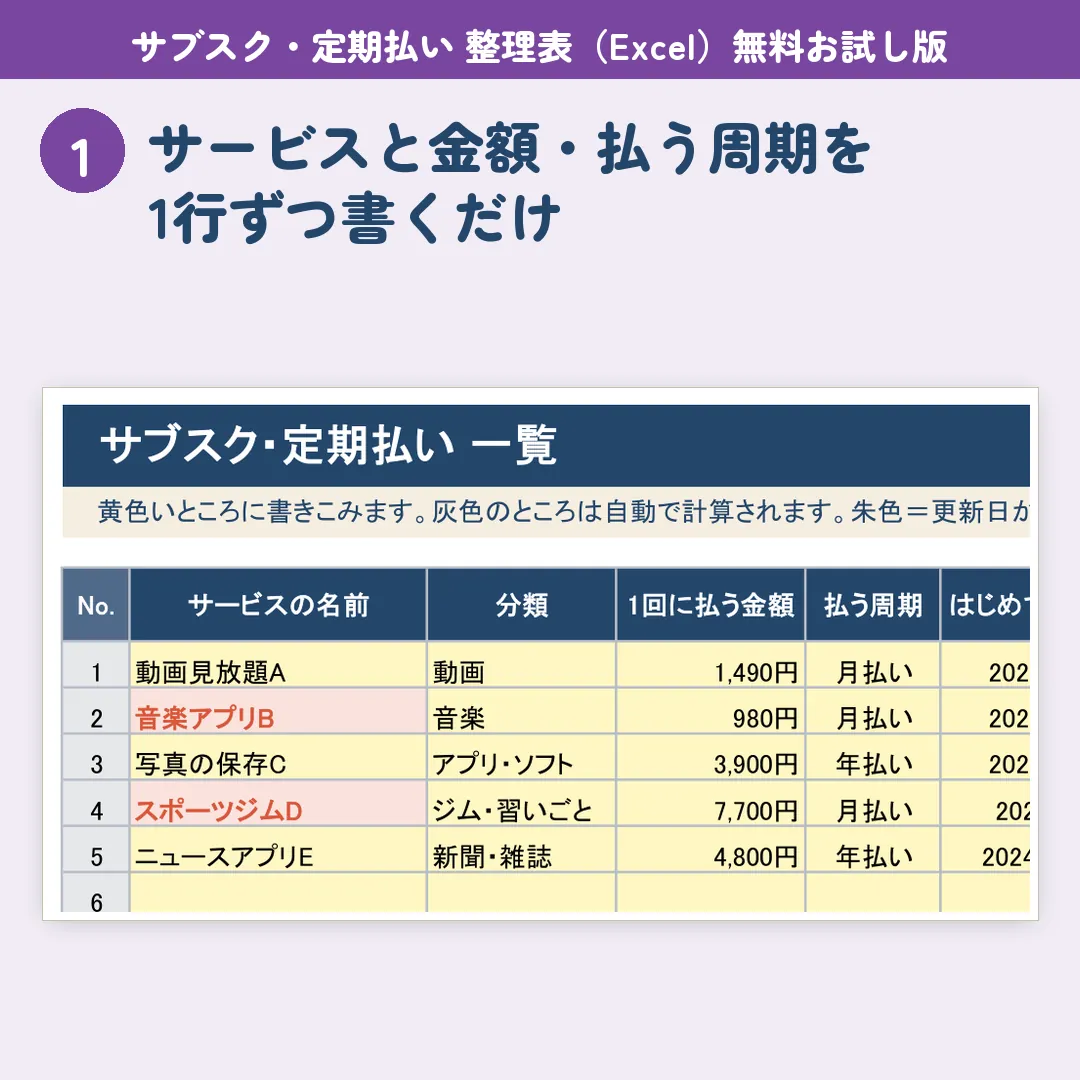 サブスク・定期払い 整理表（Excel）無料お試し版
1 サービスと金額・払う周期を
1行ずつ書くだけ
サブスク・定期払い 一覧
黄色いところに書きこみます。灰色のところは自動で計算されます。朱色＝更新日か
No. サービスの名前 分類 1回に払う金額 払う周期 はじめ
1 動画見放題A 動画 1,490円 月払い 202
2 音楽アプリB 音楽 980円 月払い 202
3 写真の保存C アプリ・ソフト 3,900円 年払い 202
4 スポーツジムD ジム・習いごと 7,700円 月払い 202
5 ニュースアプリE 新聞・雑誌 4,800円 年払い 2024
6